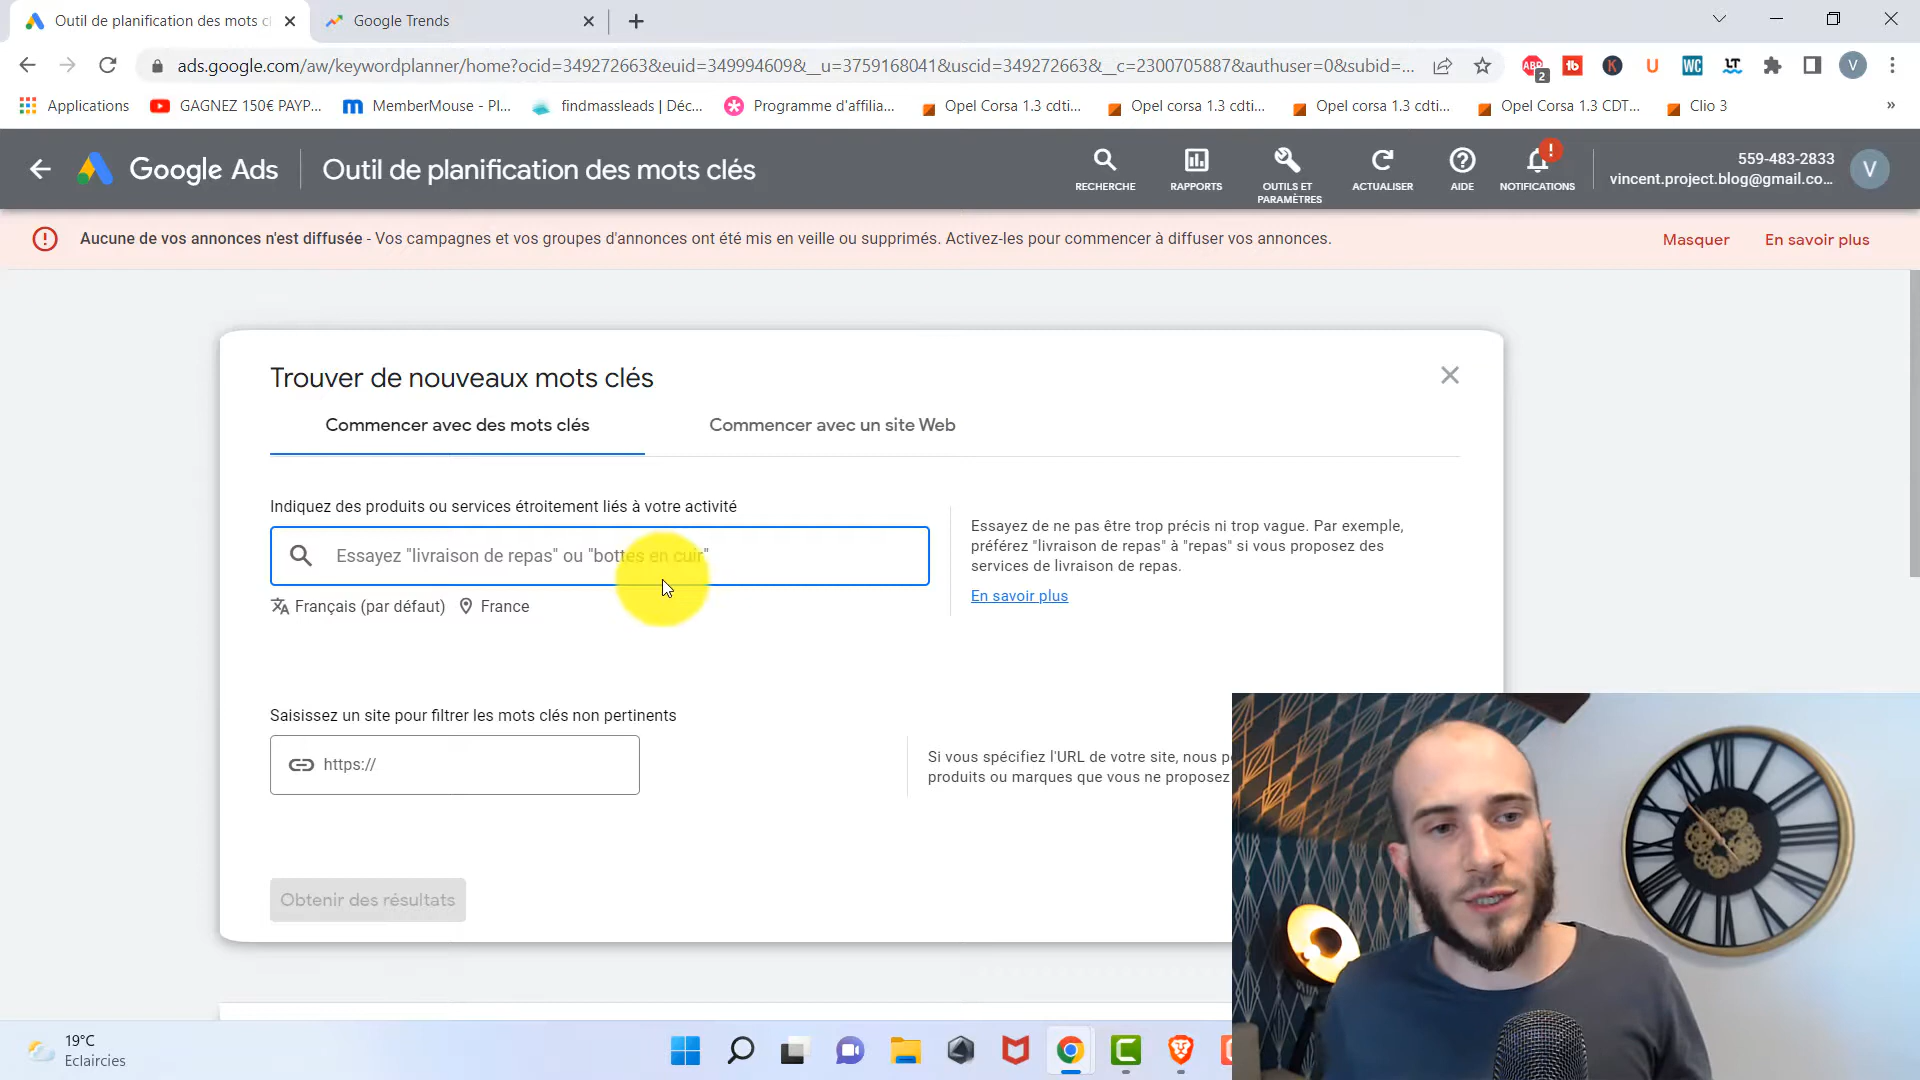 Outil de planification des mots c
Google Trends
ads.google.com/aw/keywordplanner/home?ocid=349272663&euid=349994609&__u=3759168041&uscid=349272663&__c=2300705887&authuser=0&subid=...
ABP
2
tb
K
U
WC
LT
V
Applications
GAGNEZ 150€ PAYP...
MemberMouse - Pl...
findmassleads | Déc...
Programme d'affilia...
Opel Corsa 1.3 cdti...
Opel corsa 1.3 cdti...
Opel corsa 1.3 cdti...
Opel Corsa 1.3 CDT...
Clio 3
»
Google Ads
Outil de planification des mots clés
RECHERCHE
RAPPORTS
OUTILS ET
PARAMÈTRES
ACTUALISER
AIDE
NOTIFICATIONS
559-483-2833
vincent.project.blog@gmail.co...
V
Aucune de vos annonces n'est diffusée - Vos campagnes et vos groupes d'annonces ont été mis en veille ou supprimés. Activez-les pour commencer à diffuser vos annonces.
Masquer
En savoir plus
Trouver de nouveaux mots clés
Commencer avec des mots clés
Commencer avec un site Web
Indiquez des produits ou services étroitement liés à votre activité
Essayez "livraison de repas" ou "bottes en cuir"
Français (par défaut)
France
Essayez de ne pas être trop précis ni trop vague. Par exemple,
préférez "livraison de repas" à "repas" si vous proposez des
services de livraison de repas.
En savoir plus
Saisissez un site pour filtrer les mots clés non pertinents
https://
Si vous spécifiez l'URL de votre site, nous p
produits ou marques que vous ne proposez
Obtenir des résultats
19°C
Eclaircies